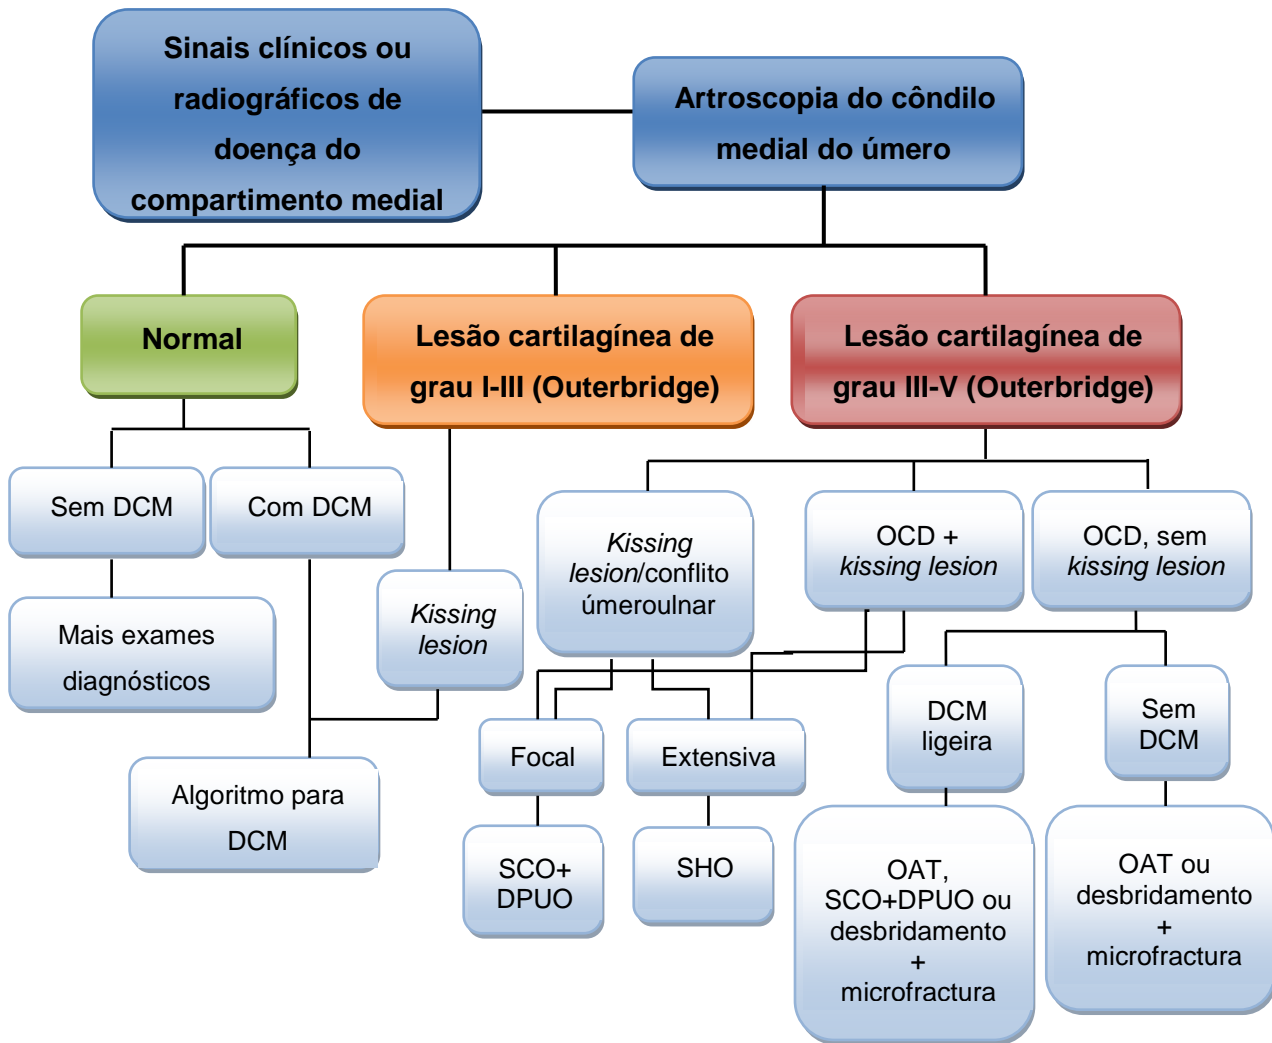 Sinais clínicos ou
radiográficos de
doença do
compartimento medial
Artroscopia do côndilo
medial do úmero
Normal
Lesão cartilagínea de
grau I-III (Outerbridge)
Lesão cartilagínea de
grau III-V (Outerbridge)
Sem DCM
Com DCM
Kissing
lesion/conflito
úmeroulnar
OCD +
kissing lesion
OCD, sem
kissing lesion
Mais exames
diagnósticos
Kissing
lesion
DCM
ligeira
Sem
DCM
Focal
Extensiva
Algoritmo para
DCM
SCO+
DPUO
SHO
OAT,
SCO+DPUO ou
desbridamento
+
microfractura
OAT ou
desbridamento
+
microfractura